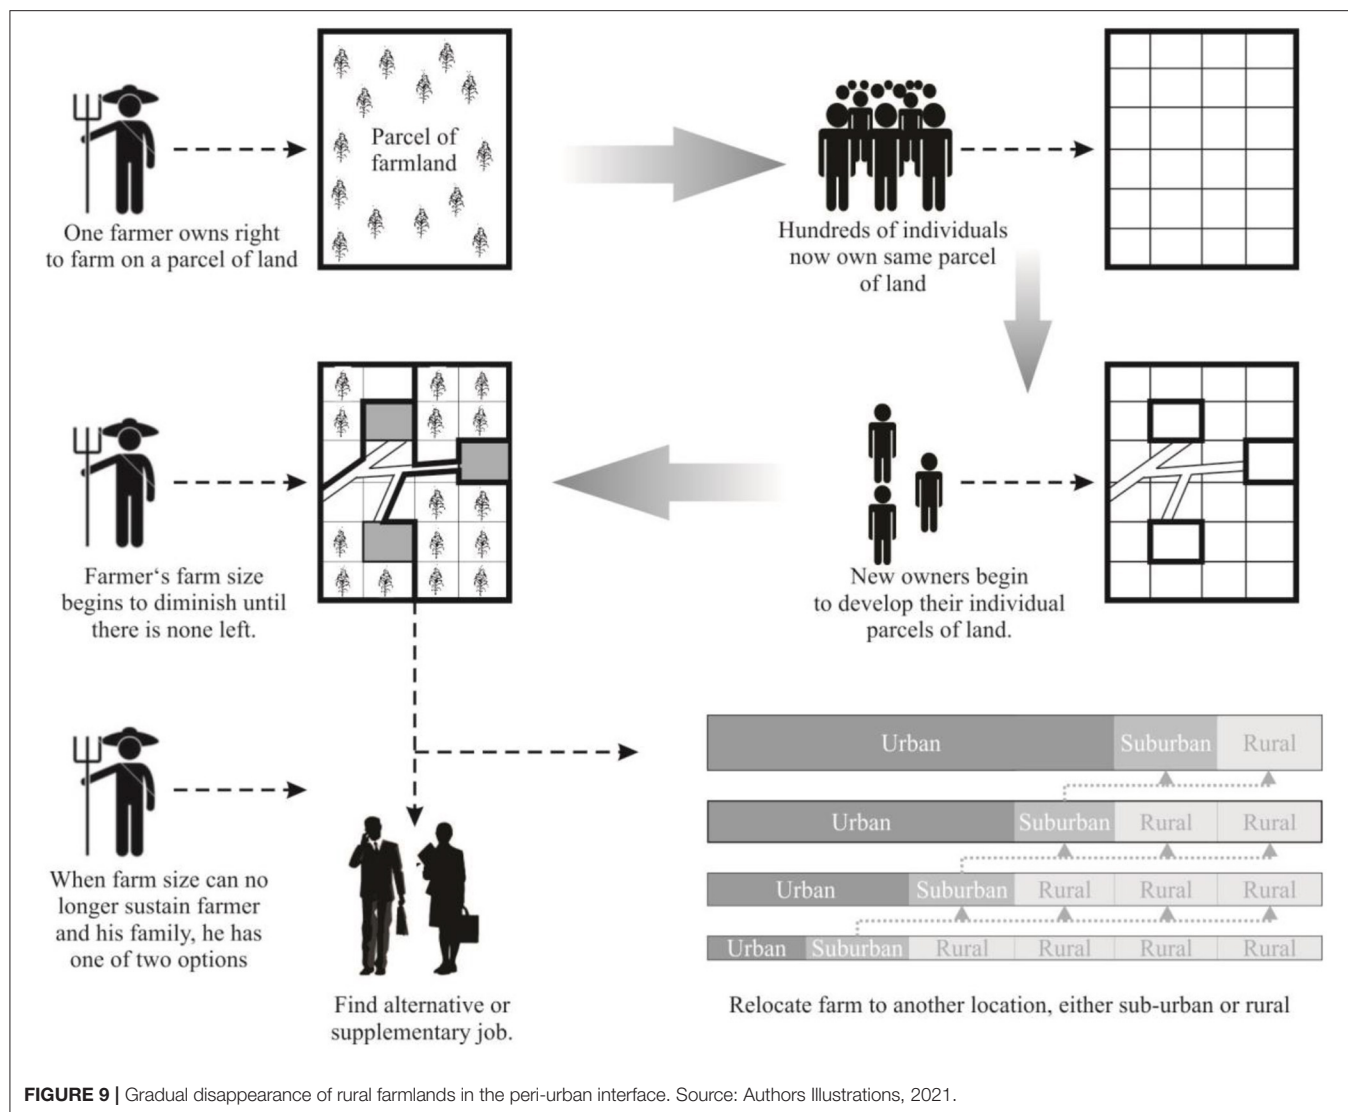 Parcel of
farmland
One farmer owns right
to farm on a parcel of land
Hundreds of individuals
now own same parcel
of land
Farmer‘s farm size
begins to diminish until
there is none left.
New owners begin
to develop their individual
parcels of land.
When farm size can no
longer sustain farmer
and his family, he has
one of two options
Find alternative or
supplementary job.
Urban Suburban Rural
Urban Suburban Rural Rural
Urban Suburban Rural Rural Rural
Urban Suburban Rural Rural Rural Rural
Relocate farm to another location, either sub-urban or rural
FIGURE 9 | Gradual disappearance of rural farmlands in the peri-urban interface. Source: Authors Illustrations, 2021.